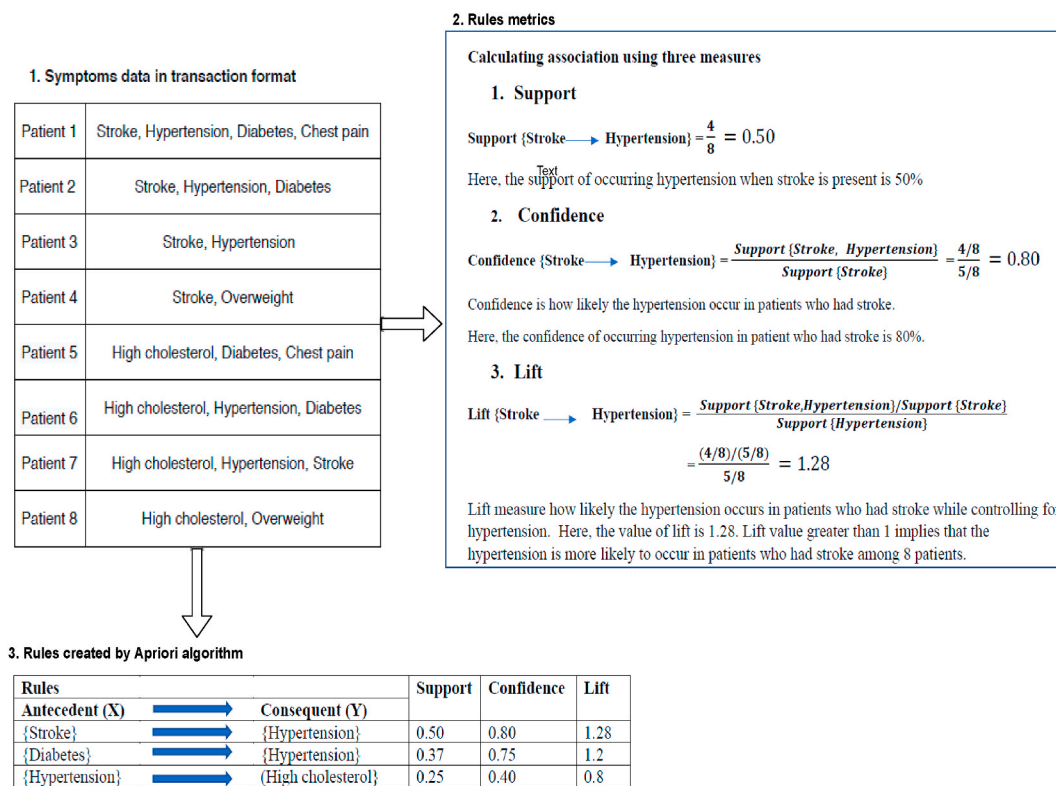 2. Rules metrics
1. Symptoms data in transaction format
Patient 1 Stroke, Hypertension, Diabetes, Chest pain
Patient 2 Stroke, Hypertension, Diabetes
Patient 3 Stroke, Hypertension
Patient 4 Stroke, Overweight
Patient 5 High cholesterol, Diabetes, Chest pain
Patient 6 High cholesterol, Hypertension, Diabetes
Patient 7 High cholesterol, Hypertension, Stroke
Patient 8 High cholesterol, Overweight
Calculating association using three measures
1. Support
Support {Stroke → Hypertension} = 4/8 = 0.50
Text
Here, the support of occurring hypertension when stroke is present is 50%
2. Confidence
Confidence {Stroke → Hypertension} = Support {Stroke, Hypertension} / Support {Stroke} = 4/8 / 5/8 = 0.80
Confidence is how likely the hypertension occur in patients who had stroke.
Here, the confidence of occurring hypertension in patient who had stroke is 80%.
3. Lift
Lift {Stroke → Hypertension} = Support {Stroke,Hypertension}/Support {Stroke} / Support {Hypertension}
= (4/8)/(5/8) / 5/8 = 1.28
Lift measure how likely the hypertension occurs in patients who had stroke while controlling for
hypertension. Here, the value of lift is 1.28. Lift value greater than 1 implies that the
hypertension is more likely to occur in patients who had stroke among 8 patients.
3. Rules created by Apriori algorithm
Rules Support Confidence Lift
Antecedent (X) → Consequent (Y)
{Stroke} → {Hypertension} 0.50 0.80 1.28
{Diabetes} → {Hypertension} 0.37 0.75 1.2
{Hypertension} → (High cholesterol} 0.25 0.40 0.8